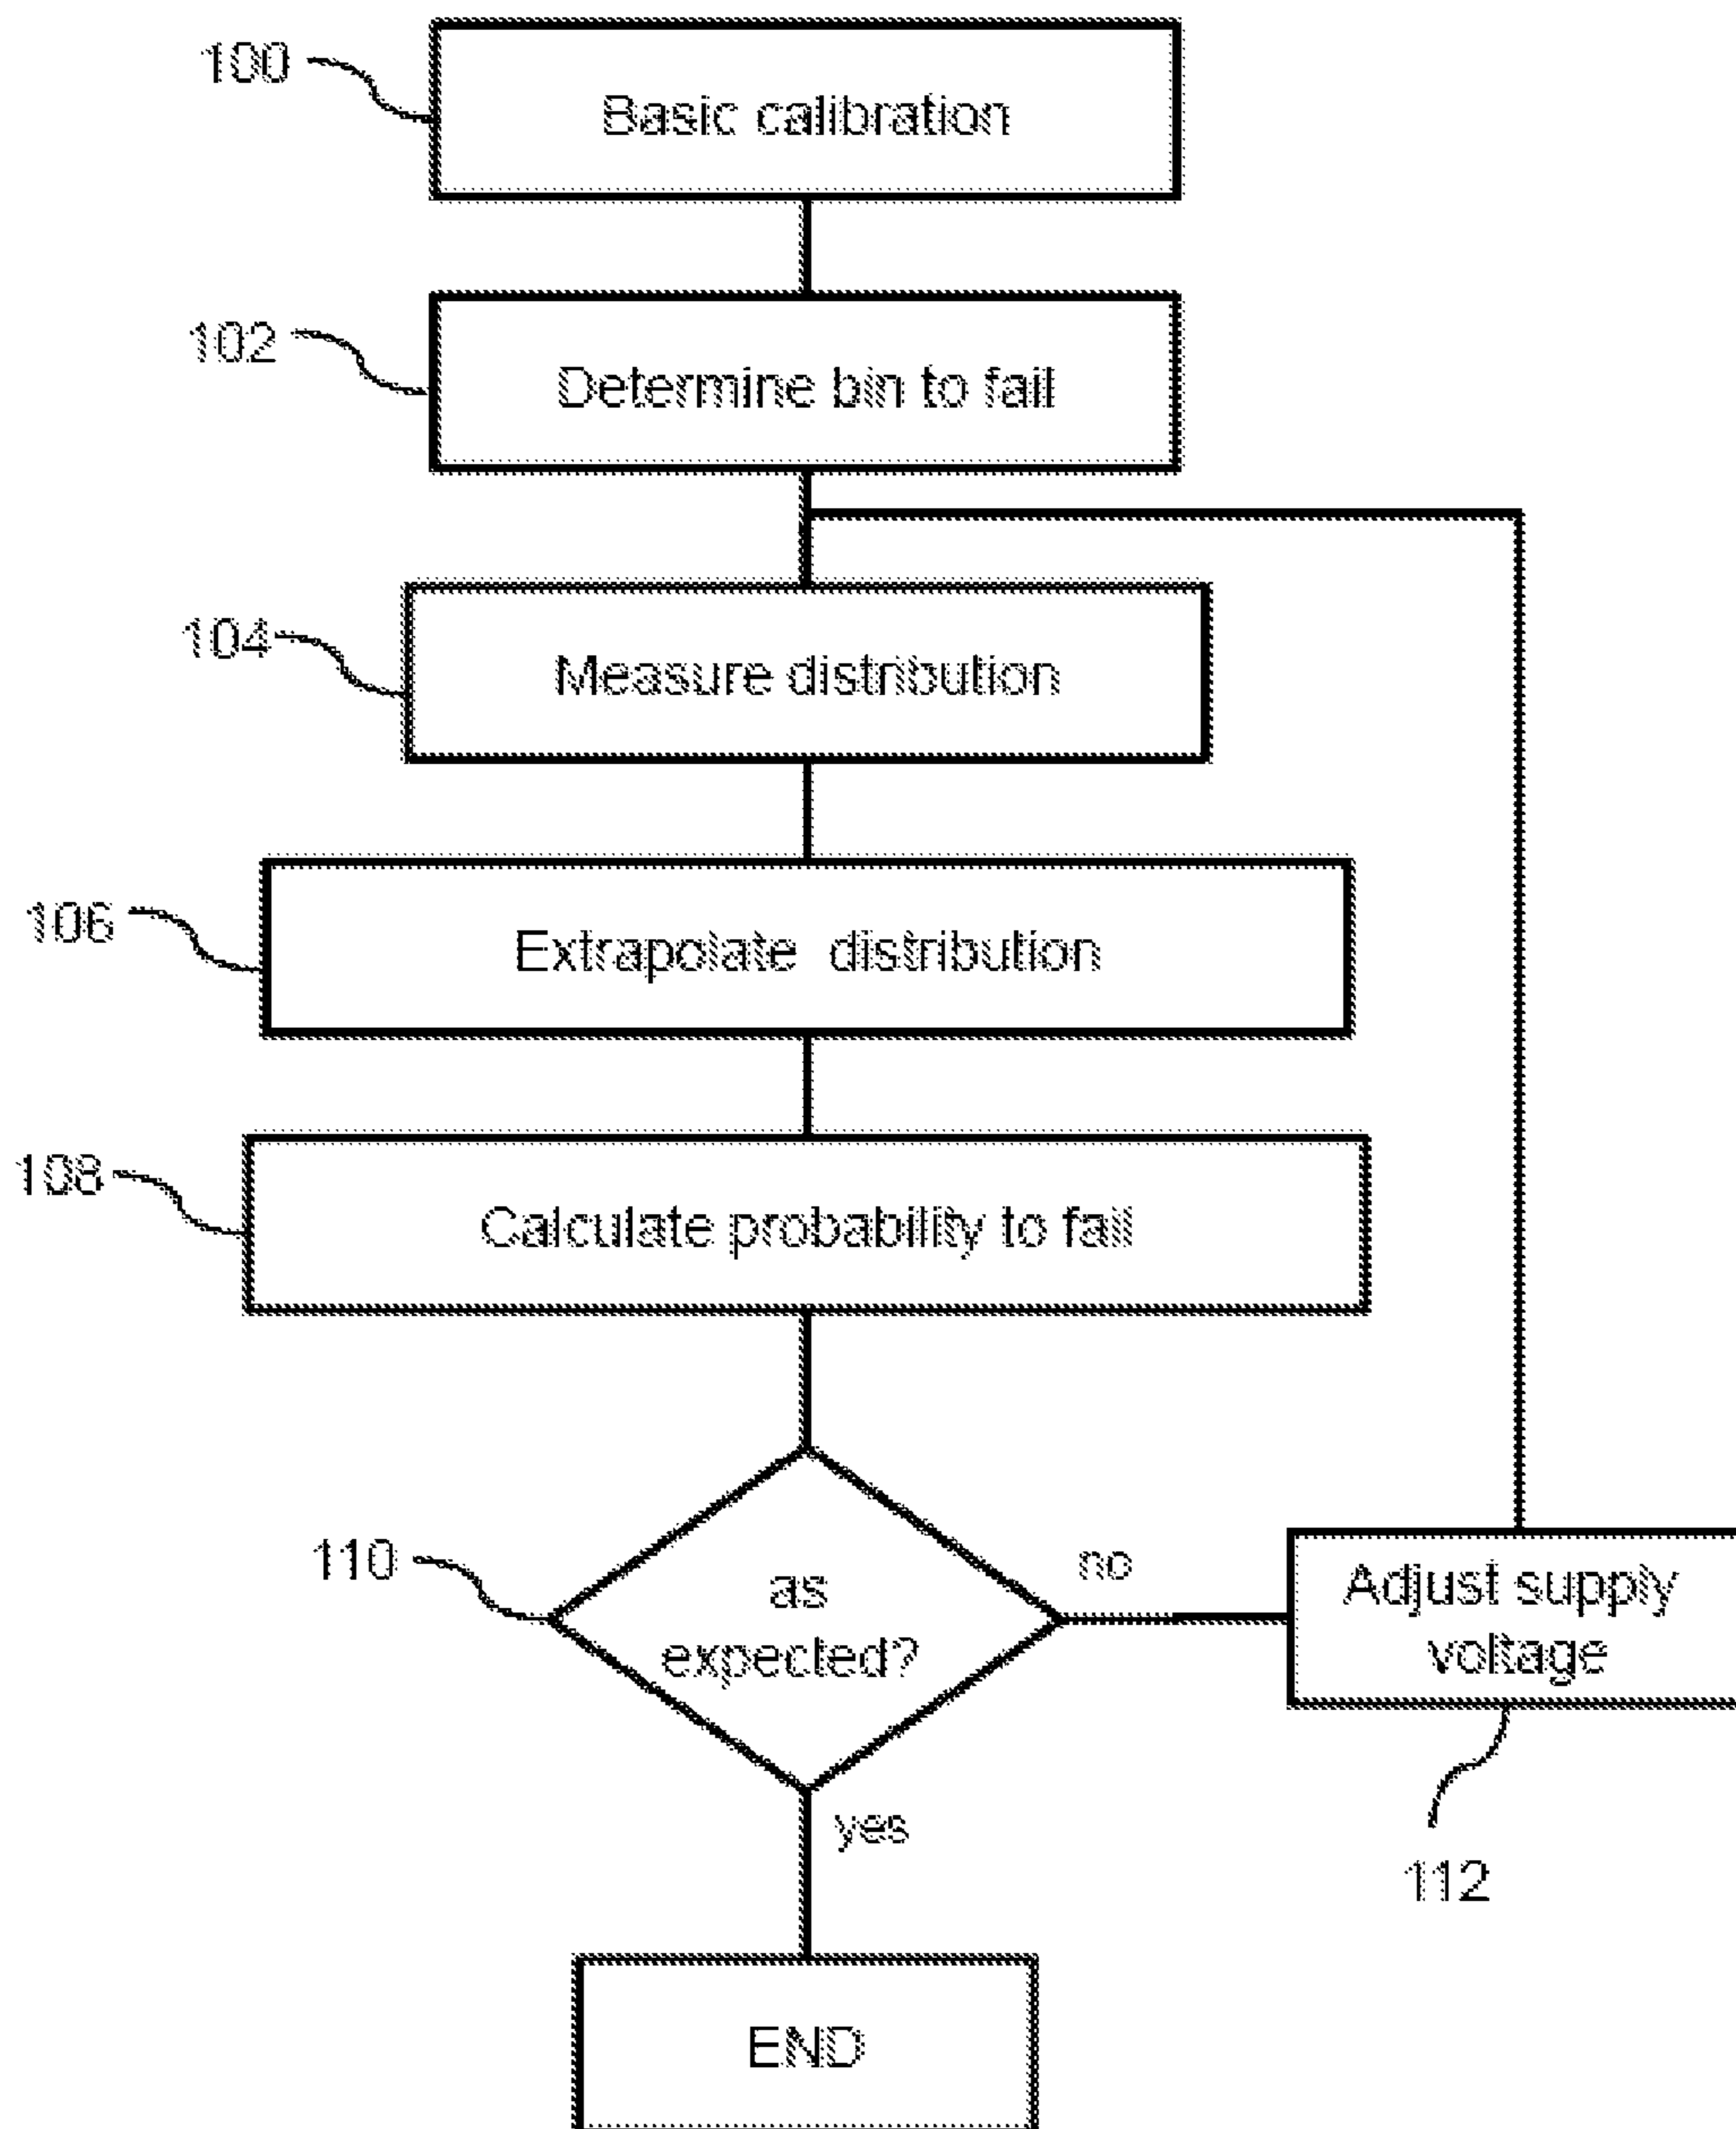 100
Basic calibration
102
Determine bin to fail
104
Measure distribution
106
Extrapolate distribution
108
Calculate probability to fail
110
as
expected?
no
Adjust supply
voltage
yes
112
END